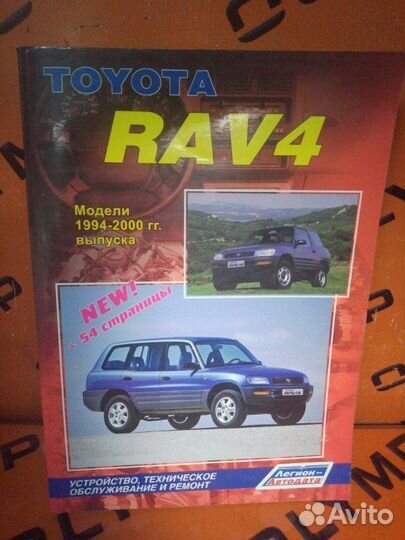 TOYOTA
RAV4
Модели
1994-2000 гг.
выпуска
NEW!
+ 54 страницы
УСТРОЙСТВО, ТЕХНИЧЕСКОЕ
ОБСЛУЖИВАНИЕ И РЕМОНТ
Легион-
Автодата
Avito